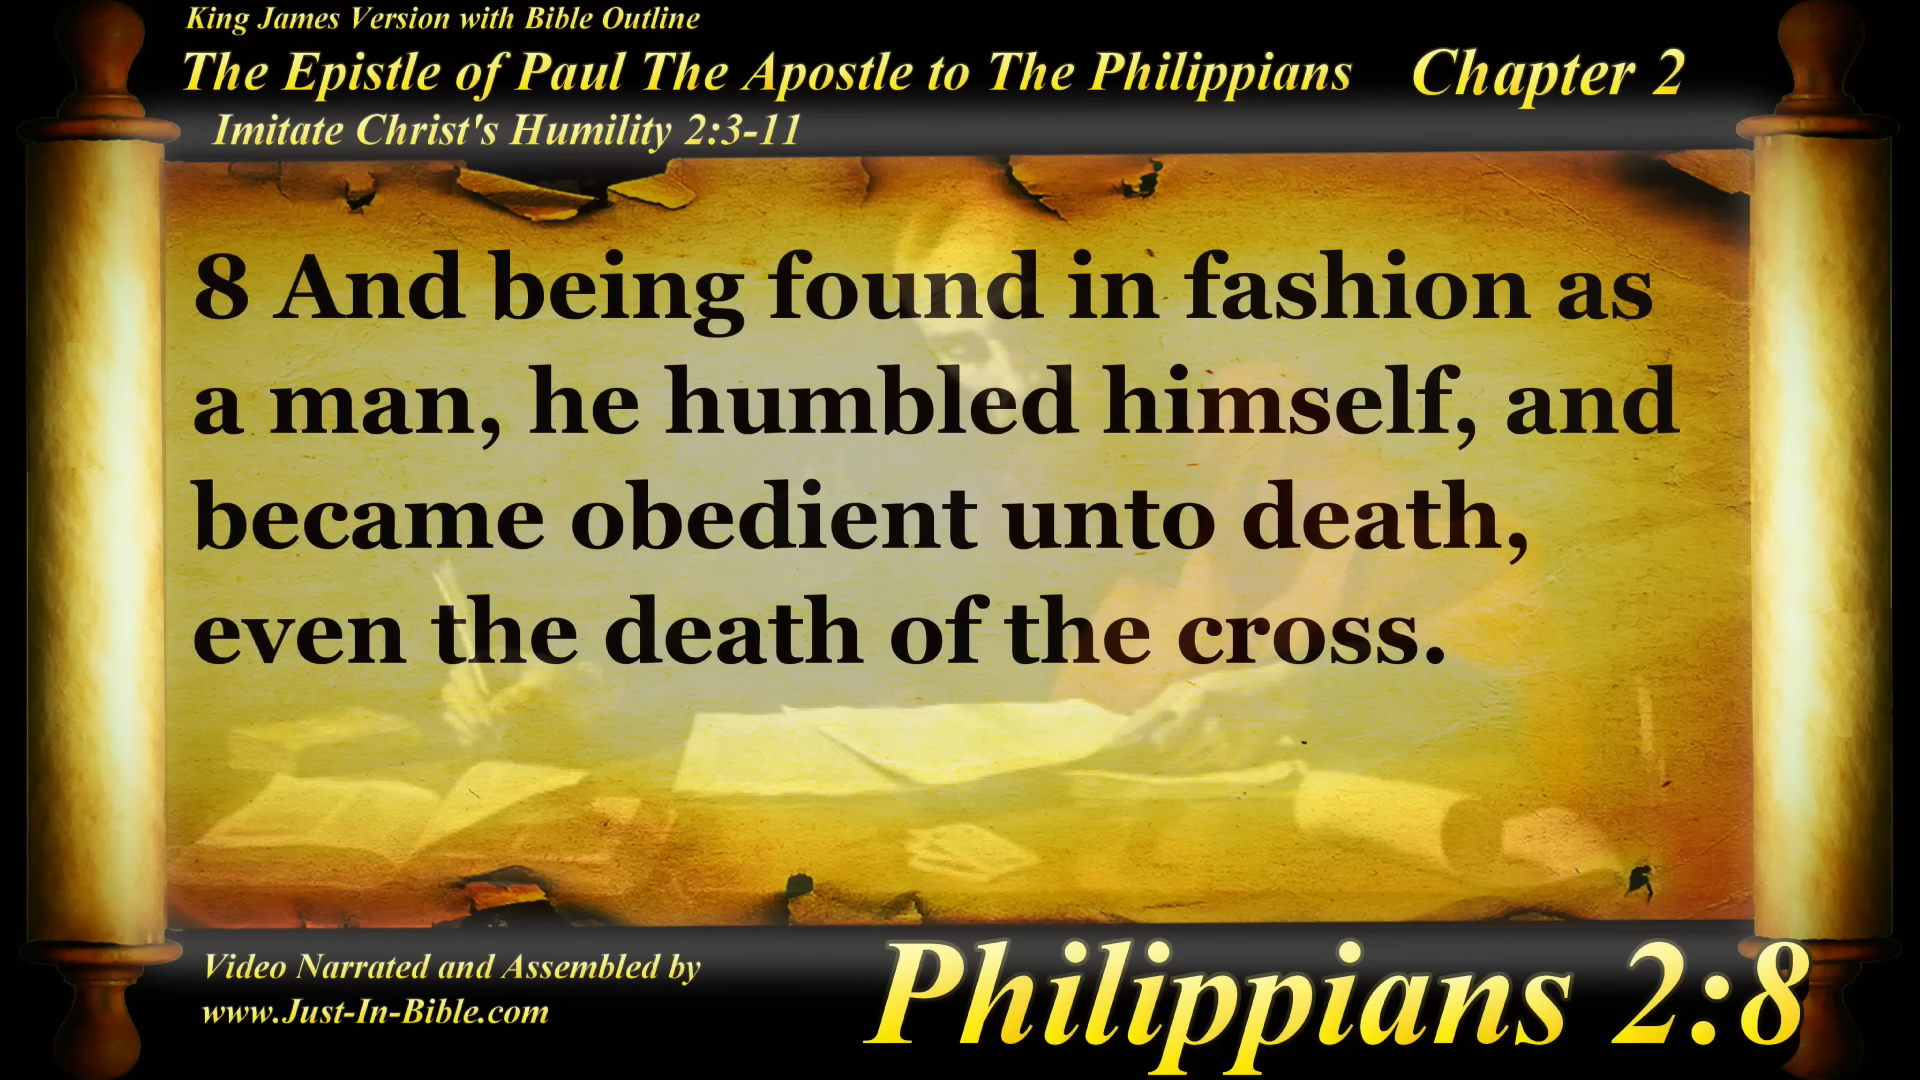 King James Version with Bible Outline
The Epistle of Paul The Apostle to The Philippians Chapter 2
Imitate Christ's Humility 2:3-11
8 And being found in fashion as
a man, he humbled himself, and
became obedient unto death,
even the death of the cross.
Video Narrated and Assembled by
www.Just-In-Bible.com
Philippians 2:8